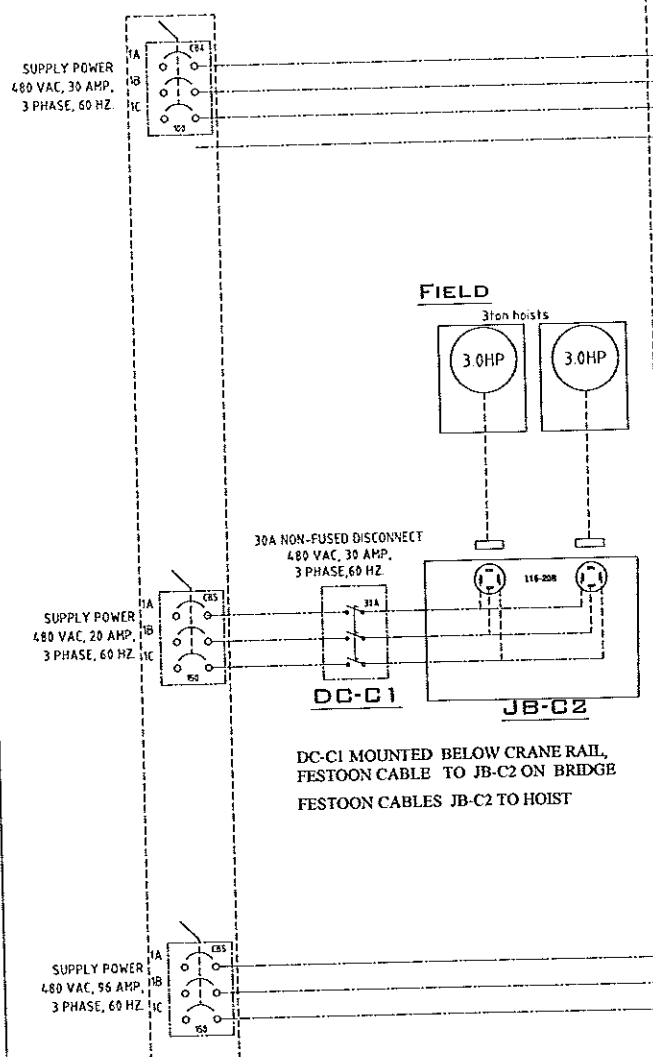 1A
CB4
SUPPLY POWER
480 VAC, 30 AMP,
3 PHASE, 60 HZ.
1B
1C
FIELD
3ton hoists
3.0HP
3.0HP
30A NON-FUSED DISCONNECT
480 VAC, 30 AMP,
3 PHASE, 60 HZ.
1A
CB5
SUPPLY POWER
480 VAC, 20 AMP,
3 PHASE, 60 HZ.
1B
1C
150
DC-C1
JB-C2
DC-C1 MOUNTED BELOW CRANE RAIL,
FESTOON CABLE TO JB-C2 ON BRIDGE
FESTOON CABLES JB-C2 TO HOIST
1A
CB5
SUPPLY POWER
480 VAC, 96 AMP,
3 PHASE, 60 HZ.
1B
1C
150